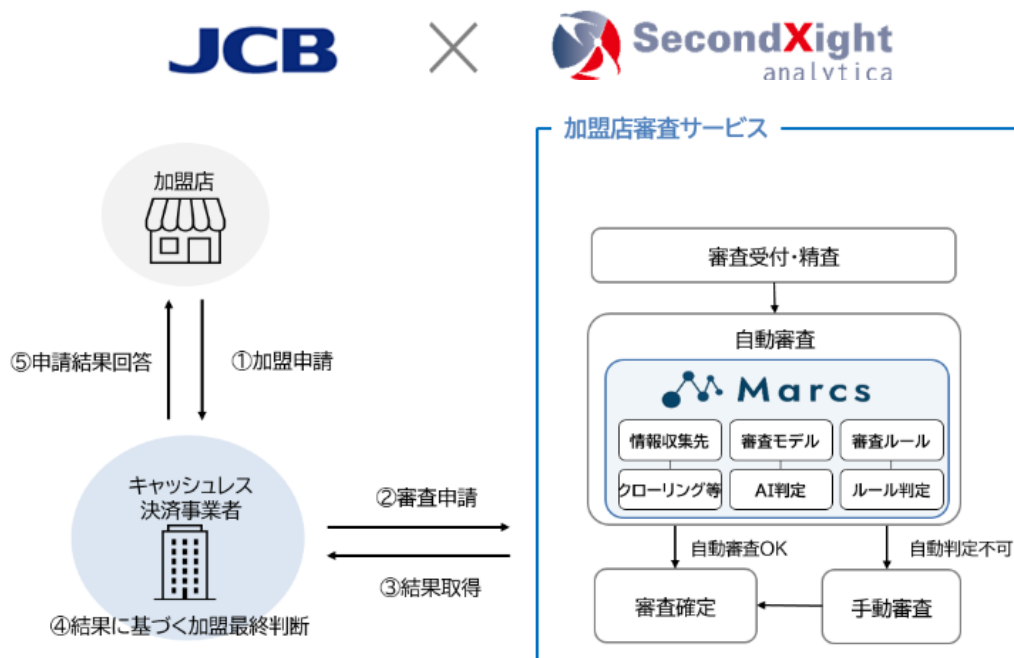 JCB
SecondXight
analytica
加盟店審査サービス
加盟店
審査受付・精査
自動審査
⑤申請結果回答
①加盟申請
Marcs
情報収集先
審査モデル
審査ルール
クローリング等
AI判定
ルール判定
キャッシュレス
決済事業者
②審査申請
③結果取得
④結果に基づく加盟最終判断
自動審査OK
自動判定不可
審査確定
手動審査